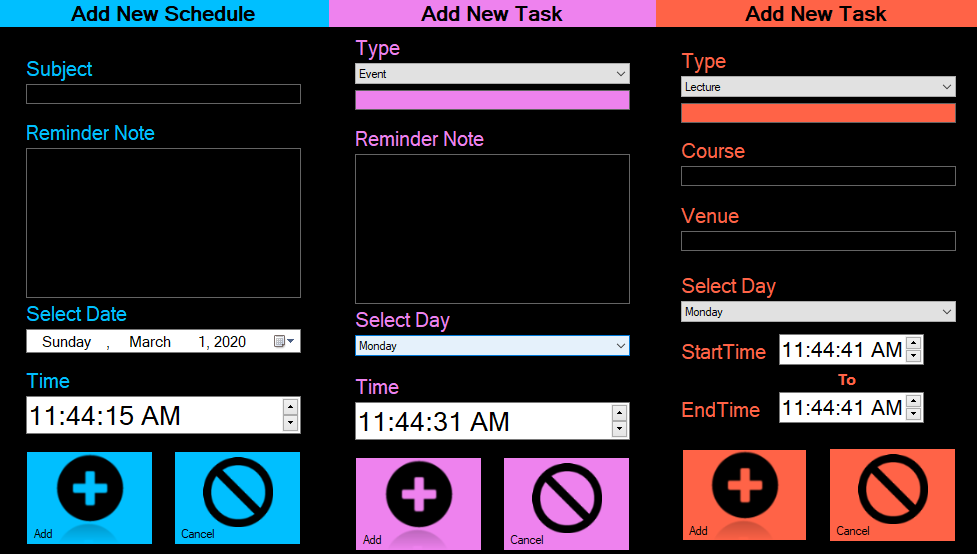 Add New Schedule
Subject
Reminder Note
Select Date
Sunday , March 1, 2020
Time
11:44:15 AM
Add
Cancel
Add New Task
Type
Event
Reminder Note
Select Day
Monday
Time
11:44:31 AM
Add
Cancel
Add New Task
Type
Lecture
Course
Venue
Select Day
Monday
StartTime 11:44:41 AM
To
EndTime 11:44:41 AM
Add
Cancel